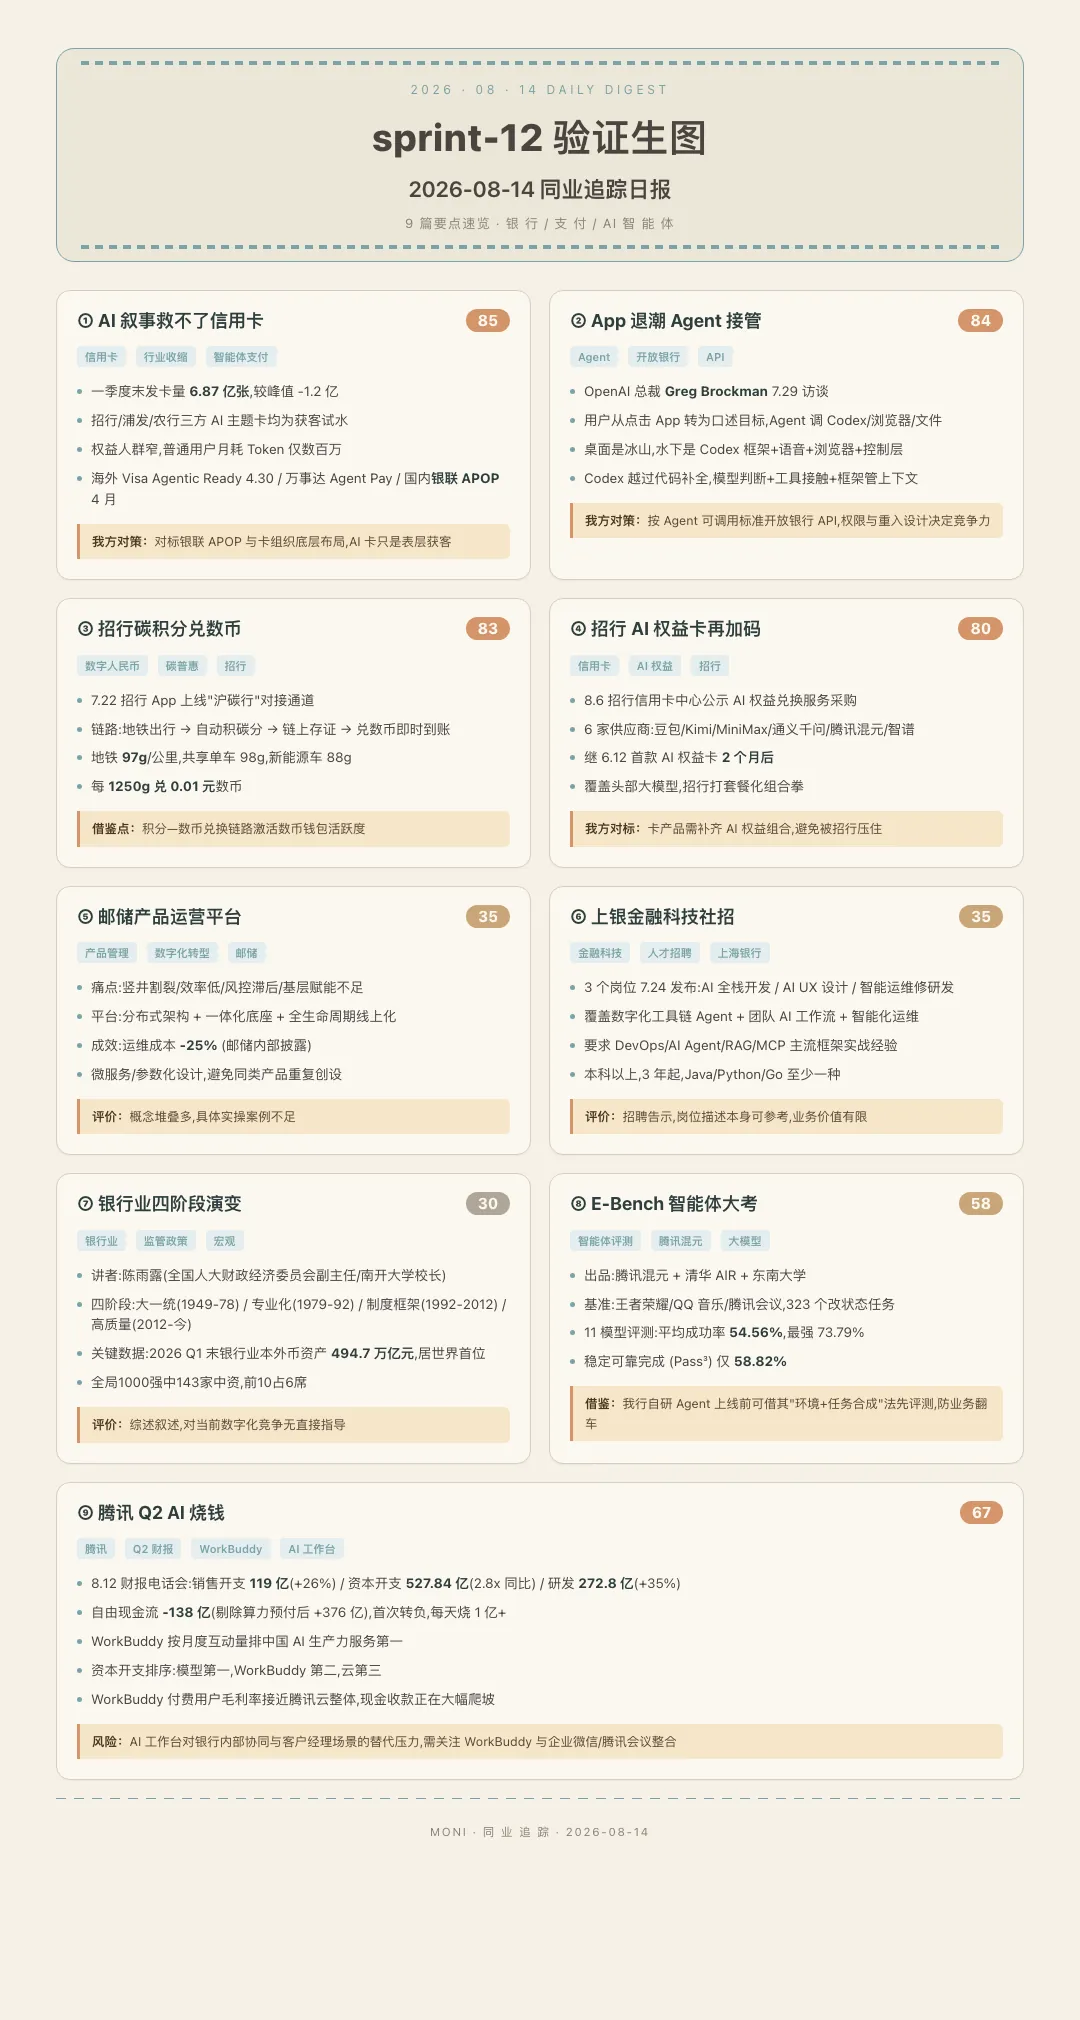 2026 · 08 · 14 DAILY DIGEST
sprint-12 验证生图
2026-08-14 同业追踪日报
9 篇要点速览 · 银行 / 支付 / AI 智能体
① AI 叙事救不了信用卡
85
信用卡 行业收缩 智能体支付
一季度末发卡量 6.87 亿张,较峰值 -1.2 亿
招行/浦发/农行三方 AI 主题卡均为获客试水
权益人群窄,普通用户月耗 Token 仅数百万
海外 Visa Agentic Ready 4.30 / 万事达 Agent Pay / 国内银联 APOP
4 月
我方对策：对标银联 APOP 与卡组织底层布局,AI 卡只是表层获客
② App 退潮 Agent 接管
84
Agent 开放银行 API
OpenAI 总裁 Greg Brockman 7.29 访谈
用户从点击 App 转为口述目标,Agent 调 Codex/浏览器/文件
桌面是冰山,水下是 Codex 框架+语音+浏览器+控制层
Codex 越过代码补全,模型判断+工具接触+框架管上下文
我方对策：按 Agent 可调用标准开放银行 API,权限与重入设计决定竞争力
③ 招行碳积分兑数币
83
数字人民币 碳普惠 招行
7.22 招行 App 上线"沪碳行"对接通道
链路:地铁出行 → 自动积碳分 → 链上存证 → 兑数币即时到账
地铁 97g/公里,共享单车 98g,新能源车 88g
每 1250g 兑 0.01 元数币
借鉴点：积分—数币兑换链路激活数币钱包活跃度
④ 招行 AI 权益卡再加码
80
信用卡 AI 权益 招行
8.6 招行信用卡中心公示 AI 权益兑换服务采购
6 家供应商:豆包/Kimi/MiniMax/通义千问/腾讯混元/智谱
继 6.12 首款 AI 权益卡 2 个月后
覆盖头部大模型,招行打套餐化组合拳
我方对标：卡产品需补齐 AI 权益组合,避免被招行压住
⑤ 邮储产品运营平台
35
产品管理 数字化转型 邮储
痛点:竖井割裂/效率低/风控滞后/基层赋能不足
平台:分布式架构 + 一体化底座 + 全生命周期线上化
成效:运维成本 -25% (邮储内部披露)
微服务/参数化设计,避免同类产品重复创设
评价：概念堆叠多,具体实操案例不足
⑥ 上银金融科技社招
35
金融科技 人才招聘 上海银行
3 个岗位 7.24 发布:AI 全栈开发 / AI UX 设计 / 智能运维修研发
覆盖数字化工具链 Agent + 团队 AI 工作流 + 智能化运维
要求 DevOps/AI Agent/RAG/MCP 主流框架实战经验
本科以上,3 年起,Java/Python/Go 至少一种
评价：招聘告示,岗位描述本身可参考,业务价值有限
⑦ 银行业四阶段演变
30
银行业 监管政策 宏观
讲者:陈雨露(全国人大财政经济委员会副主任/南开大学校长)
四阶段:大一统(1949-78) / 专业化(1979-92) / 制度框架(1992-2012) /
高质量(2012-今)
关键数据:2026 Q1 末银行业本外币资产 494.7 万亿元,居世界首位
全局1000强中143家中资,前10占6席
评价：综述叙述,对当前数字化竞争无直接指导
⑧ E-Bench 智能体大考
58
智能体评测 腾讯混元 大模型
出品:腾讯混元 + 清华 AIR + 东南大学
基准:王者荣耀/QQ 音乐/腾讯会议,323 个改状态任务
11 模型评测:平均成功率 54.56%,最强 73.79%
稳定可靠完成 (Pass³) 仅 58.82%
借鉴：我行自研 Agent 上线前可借其"环境+任务合成"法先评测,防业务翻
车
⑨ 腾讯 Q2 AI 烧钱
67
腾讯 Q2 财报 WorkBuddy AI 工作台
8.12 财报电话会:销售开支 119 亿(+26%) / 资本开支 527.84 亿(2.8x 同比) / 研发 272.8 亿(+35%)
自由现金流 -138 亿(剔除算力预付后 +376 亿),首次转负,每天烧 1 亿+
WorkBuddy 按月度互动量排中国 AI 生产力服务第一
资本开支排序:模型第一,WorkBuddy 第二,云第三
WorkBuddy 付费用户毛利率接近腾讯云整体,现金收款正在大幅爬坡
风险：AI 工作台对银行内部协同与客户经理场景的替代压力,需关注 WorkBuddy 与企业微信/腾讯会议整合
MONI · 同业追踪 · 2026-08-14